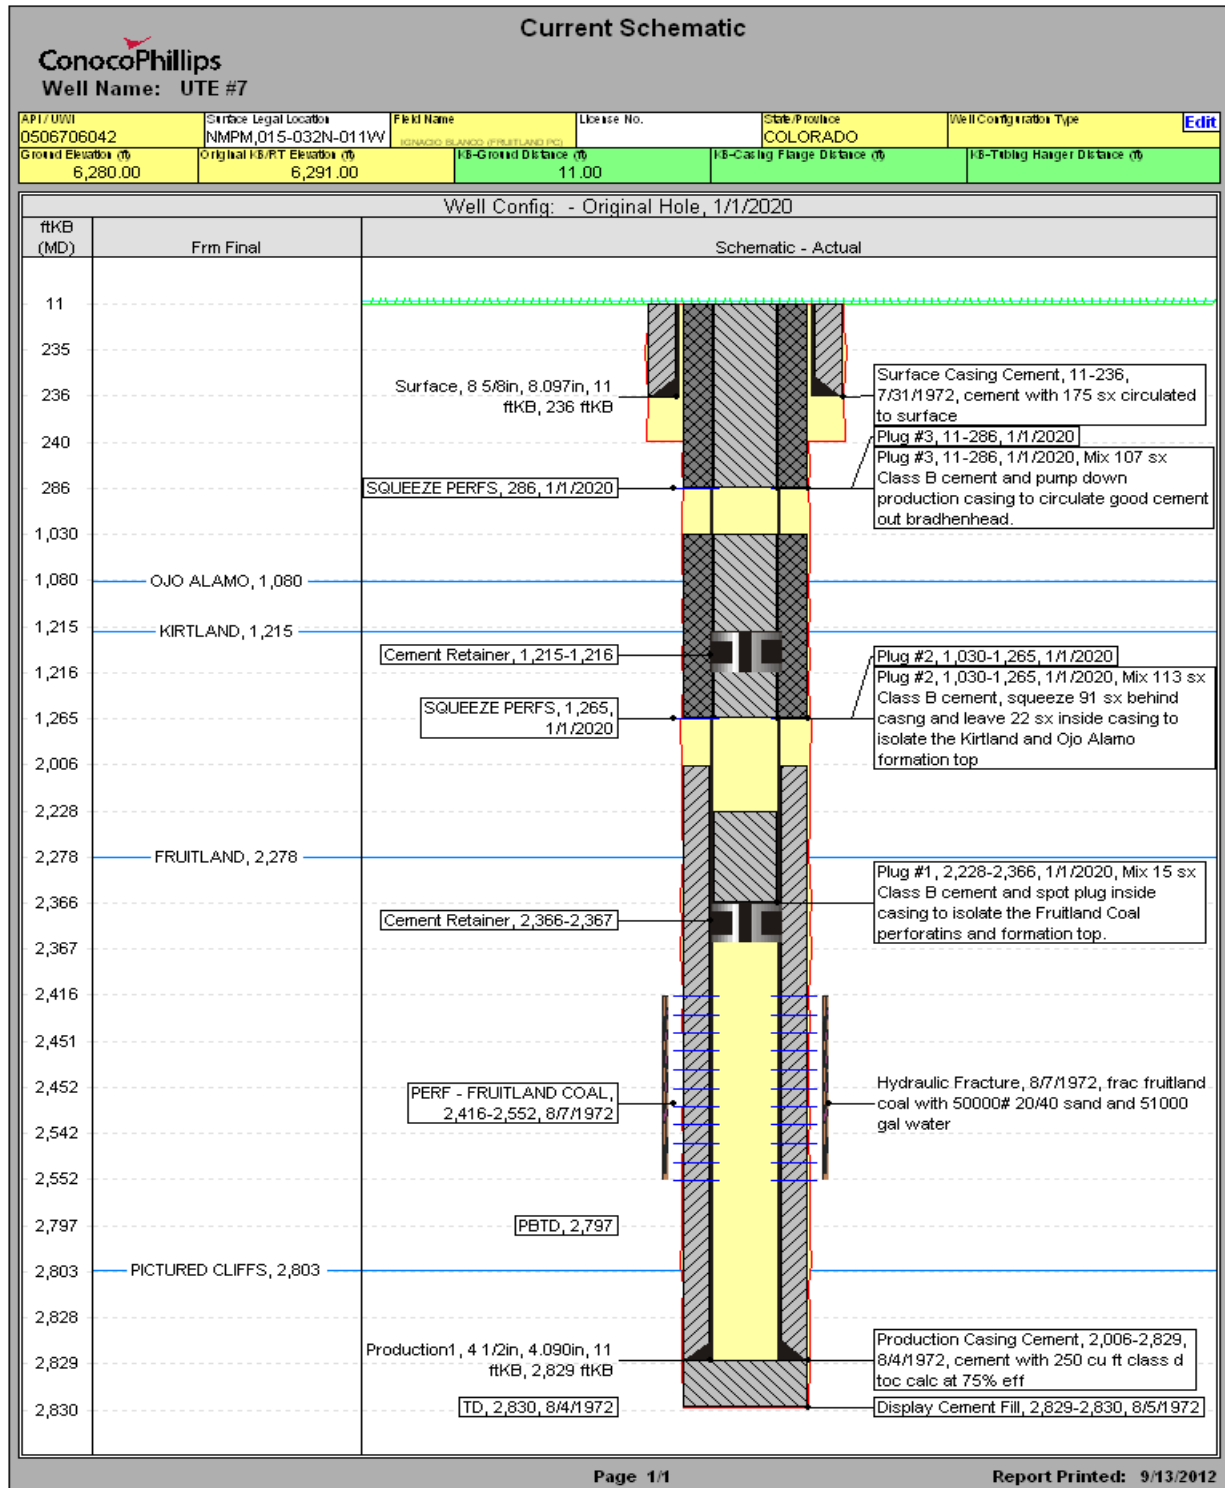 Current Schematic
ConocoPhillips
Well Name: UTE #7
API / UWI
0506706042
Surface Legal Location
NMPM,015-032N-011W
Field Name
IGNACIO BLANCO (FRUITLAND PC)
License No.
State/Province
COLORADO
Well Configuration Type
Edit
Ground Elevation (ft)
6,280.00
Original KB/RT Elevation (ft)
6,291.00
KB-Ground Distance (ft)
11.00
KB-Casing Flange Distance (ft)
KB-Tubing Hanger Distance (ft)
Well Config: - Original Hole, 1/1/2020
ftKB
(MD)
Frm Final
Schematic - Actual
11
235
Surface, 8 5/8in, 8.097in, 11
ftKB, 236 ftKB
Surface Casing Cement, 11-236,
7/31/1972, cement with 175 sx circulated
to surface
236
240
Plug #3, 11-286, 1/1/2020
Plug #3, 11-286, 1/1/2020, Mix 107 sx
Class B cement and pump down
production casing to circulate good cement
out bradhenhead.
286
SQUEEZE PERFS, 286, 1/1/2020
1,030
1,080
OJO ALAMO, 1,080
1,215
KIRTLAND, 1,215
Cement Retainer, 1,215-1,216
1,216
Plug #2, 1,030-1,265, 1/1/2020
Plug #2, 1,030-1,265, 1/1/2020, Mix 113 sx
Class B cement, squeeze 91 sx behind
casng and leave 22 sx inside casing to
isolate the Kirtland and Ojo Alamo
formation top
SQUEEZE PERFS, 1,265,
1/1/2020
1,265
2,006
2,228
2,278
FRUITLAND, 2,278
Plug #1, 2,228-2,366, 1/1/2020, Mix 15 sx
Class B cement and spot plug inside
casing to isolate the Fruitland Coal
perforatins and formation top.
2,366
Cement Retainer, 2,366-2,367
2,367
2,416
2,451
2,452
PERF - FRUITLAND COAL,
2,416-2,552, 8/7/1972
Hydraulic Fracture, 8/7/1972, frac fruitland
coal with 50000# 20/40 sand and 51000
gal water
2,542
2,552
2,797
PBTD, 2,797
2,803
PICTURED CLIFFS, 2,803
2,828
Production1, 4 1/2in, 4.090in, 11
ftKB, 2,829 ftKB
Production Casing Cement, 2,006-2,829,
8/4/1972, cement with 250 cu ft class d
toc calc at 75% eff
2,829
2,830
TD, 2,830, 8/4/1972
Display Cement Fill, 2,829-2,830, 8/5/1972
Page 1/1
Report Printed: 9/13/2012